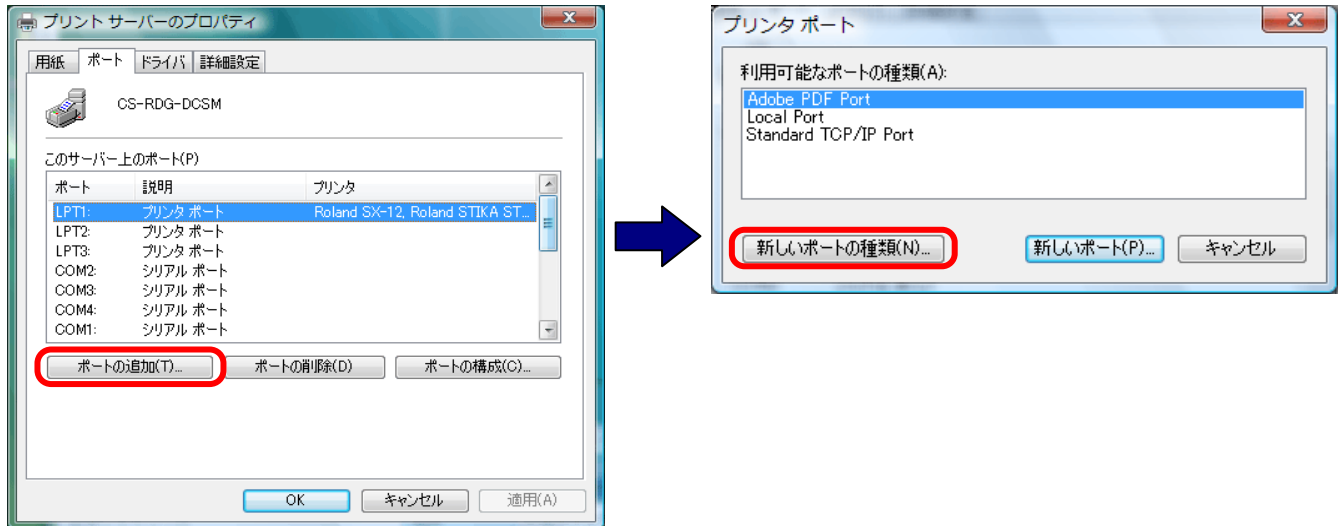 プリント サーバーのプロパティ
用紙 ポート ドライバ 詳細設定
CS-RDG-DCSM
このサーバー上のポート(P)
ポート 説明 プリンタ
LPT1: プリンタ ポート Roland SX-12, Roland STIKA ST...
LPT2: プリンタ ポート
LPT3: プリンタ ポート
COM2: シリアル ポート
COM3: シリアル ポート
COM4: シリアル ポート
COM1: シリアル ポート
ポートの追加(T)... ポートの削除(D) ポートの構成(C)...
OK キャンセル 適用(A)
プリンタ ポート
利用可能なポートの種類(A):
Adobe PDF Port
Local Port
Standard TCP/IP Port
新しいポートの種類(N)... 新しいポート(P)... キャンセル